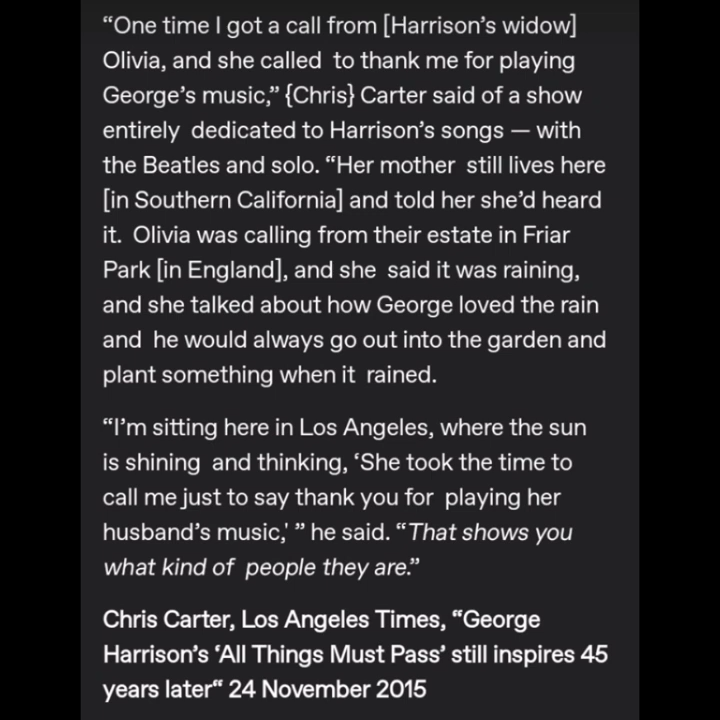 “One time I got a call from [Harrison’s widow]
Olivia, and she called  to thank me for playing
George’s music,” {Chris} Carter said of a show
entirely  dedicated to Harrison’s songs — with
the Beatles and solo. “Her mother  still lives here
[in Southern California] and told her she’d heard
it.  Olivia was calling from their estate in Friar
Park [in England], and she  said it was raining,
and she talked about how George loved the rain
and  he would always go out into the garden and
plant something when it  rained.
“I’m sitting here in Los Angeles, where the sun
is shining  and thinking, ‘She took the time to
call me just to say thank you for  playing her
husband’s music,' ” he said. “That shows you
what kind of  people they are.”
Chris Carter, Los Angeles Times, “George
Harrison’s ‘All Things Must Pass’ still inspires 45
years later“ 24 November 2015